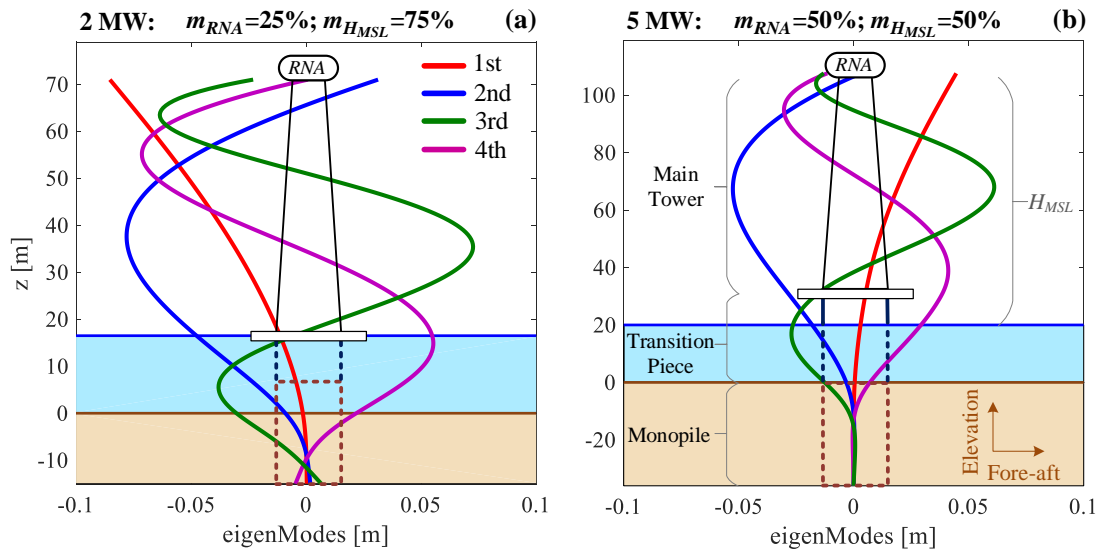 2 MW: m_RNA=25%; m_H_MSL=75% (a)
RNA
1st
2nd
3rd
4th
70
60
50
40
30
20
10
0
-10
z [m]
-0.1 -0.05 0 0.05 0.1
eigenModes [m]
5 MW: m_RNA=50%; m_H_MSL=50% (b)
RNA
100
80
60
40
20
0
-20
Main
Tower
H_MSL
Transition
Piece
Monopile
Elevation
Fore-aft
-0.1 -0.05 0 0.05 0.1
eigenModes [m]